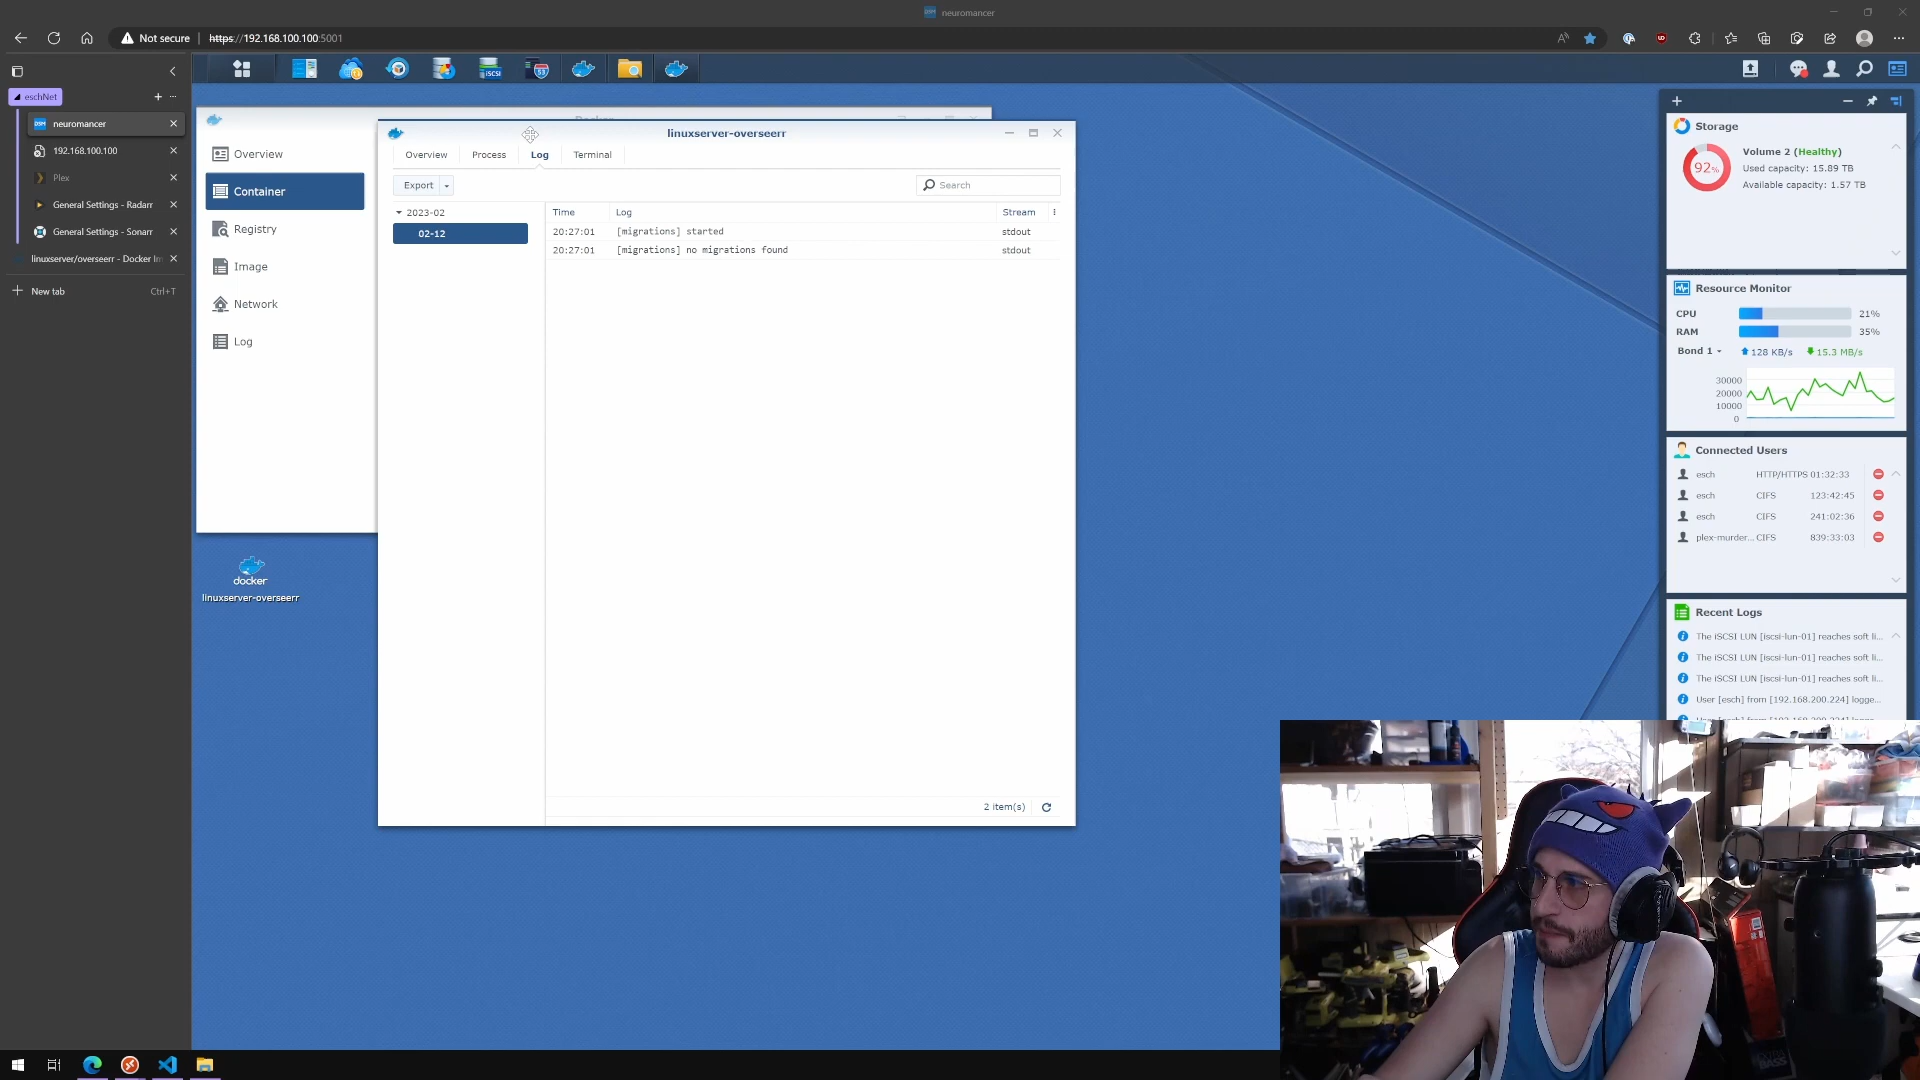 neuromancer
Not secure
https://192.168.100.100:5001
eschNet
neuromancer
192.168.100.100
Plex
General Settings - Radarr
General Settings - Sonarr
linuxserver/overseerr - Docker Im
New tab
Ctrl+T
iSCSI
53
Overview
Container
Registry
Image
Network
Log
linuxserver-overseerr
Overview
Process
Log
Terminal
Export
Search
2023-02
02-12
Time
Log
Stream
20:27:01
[migrations] started
stdout
20:27:01
[migrations] no migrations found
stdout
2 item(s)
docker
linuxserver-overseerr
Storage
92%
Volume 2 (Healthy)
Used capacity: 15.89 TB
Available capacity: 1.57 TB
Resource Monitor
CPU
21%
RAM
35%
Bond 1
128 KB/s
15.3 MB/s
30000
20000
10000
0
Connected Users
esch HTTP/HTTPS 01:32:33
esch CIFS 123:42:45
esch CIFS 241:02:36
plex-murder... CIFS 839:33:03
Recent Logs
The iSCSI LUN [iscsi-lun-01] reaches soft li...
The iSCSI LUN [iscsi-lun-01] reaches soft li...
The iSCSI LUN [iscsi-lun-01] reaches soft li...
User [esch] from [192.168.200.224] logge...